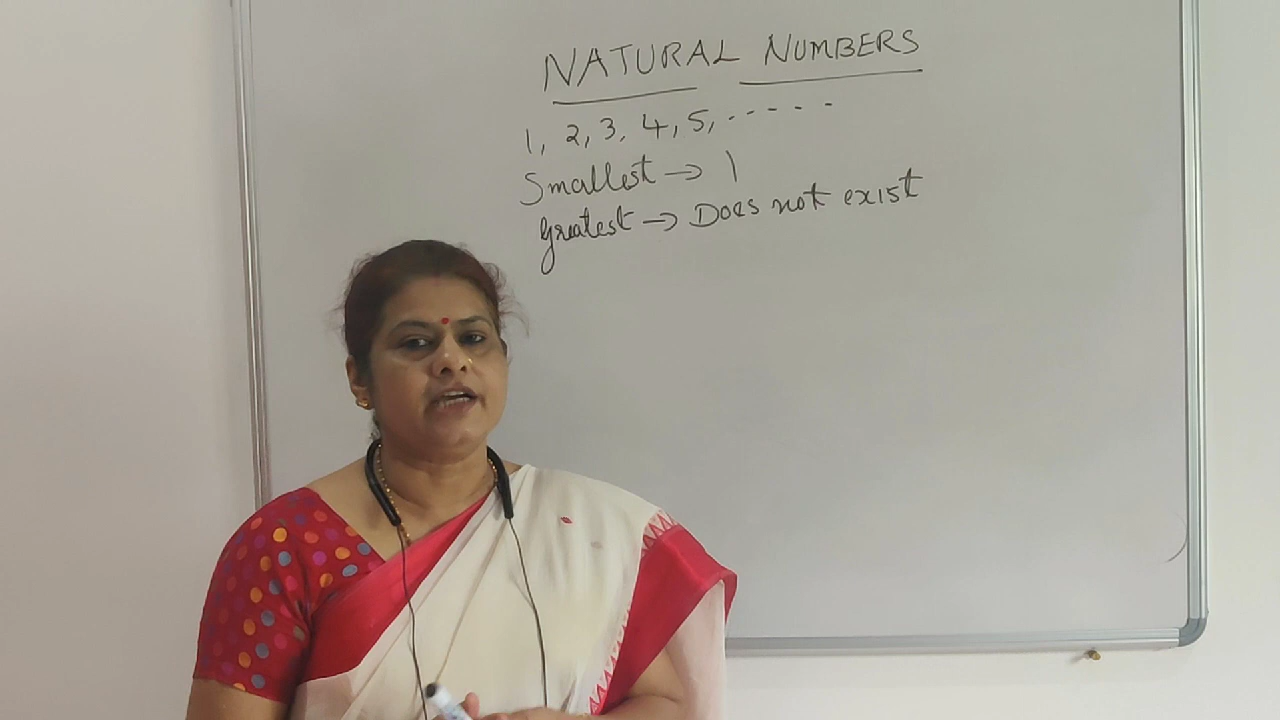 NATURAL NUMBERS
1, 2, 3, 4, 5, - - - - - -
Smallest → 1
Greatest → Does not exist